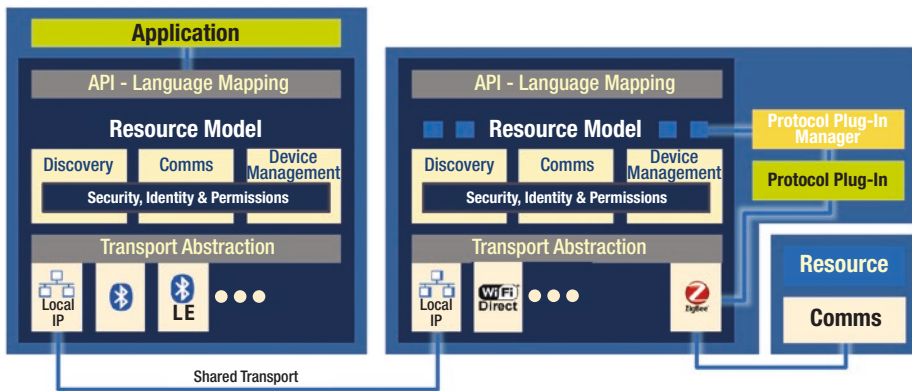 Application
API - Language Mapping
Resource Model
Discovery
Comms
Device
Management
Security, Identity & Permissions
Transport Abstraction
Local
IP
LE
Shared Transport
API - Language Mapping
Resource Model
Discovery
Comms
Device
Management
Security, Identity & Permissions
Transport Abstraction
Local
IP
WiFi
Direct
ZigBee
Protocol Plug-In
Manager
Protocol Plug-In
Resource
Comms